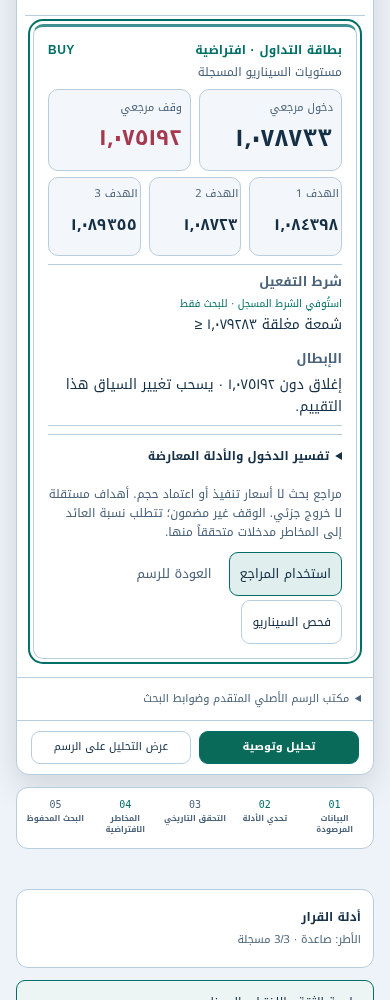 بطاقة التداول · افتراضية
BUY
مستويات السيناريو المسجلة
دخول مرجعي
١٫٠٧٨٧٣٣
وقف مرجعي
١٫٠٧٥١٩٢
الهدف 1
١٫٠٨٤٣٩٨
الهدف 2
١٫٠٨٧٢٣
الهدف 3
١٫٠٨٩٣٥٥
شرط التفعيل
استُوفي الشرط المسجل · للبحث فقط
شمعة مغلقة ١٫٠٧٩٢٨٣ ≥
الإبطال
إغلاق دون ١٫٠٧٥١٩٢ · يسحب تغيير السياق هذا
التقييم.
تفسير الدخول والأدلة المعارضة
مراجع بحث لا أسعار تنفيذ أو اعتماد حجم. أهداف مستقلة
لا خروج جزئي. الوقف غير مضمون؛ تتطلب نسبة العائد
إلى المخاطر مدخلات متحققاً منها.
استخدام المراجع
العودة للرسم
فحص السيناريو
مكتب الرسم الأصلي المتقدم وضوابط البحث
تحليل وتوصية
عرض التحليل على الرسم
01
البيانات
المرصودة
02
تحدي الأدلة
03
التحقق التاريخي
04
المخاطر
الافتراضية
05
البحث المحفوظ
أدلة القرار
الأطر: صاعدة · 3/3 مسجلة